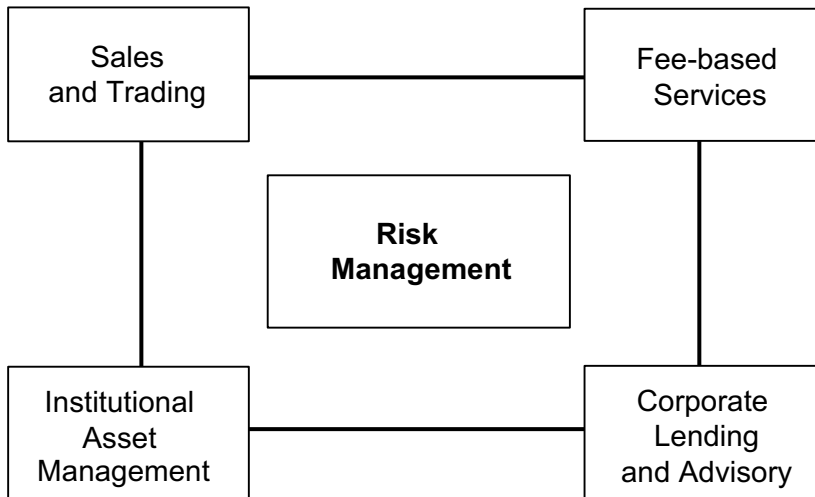 Sales
and Trading
Fee-based
Services
Risk
Management
Institutional
Asset
Management
Corporate
Lending
and Advisory